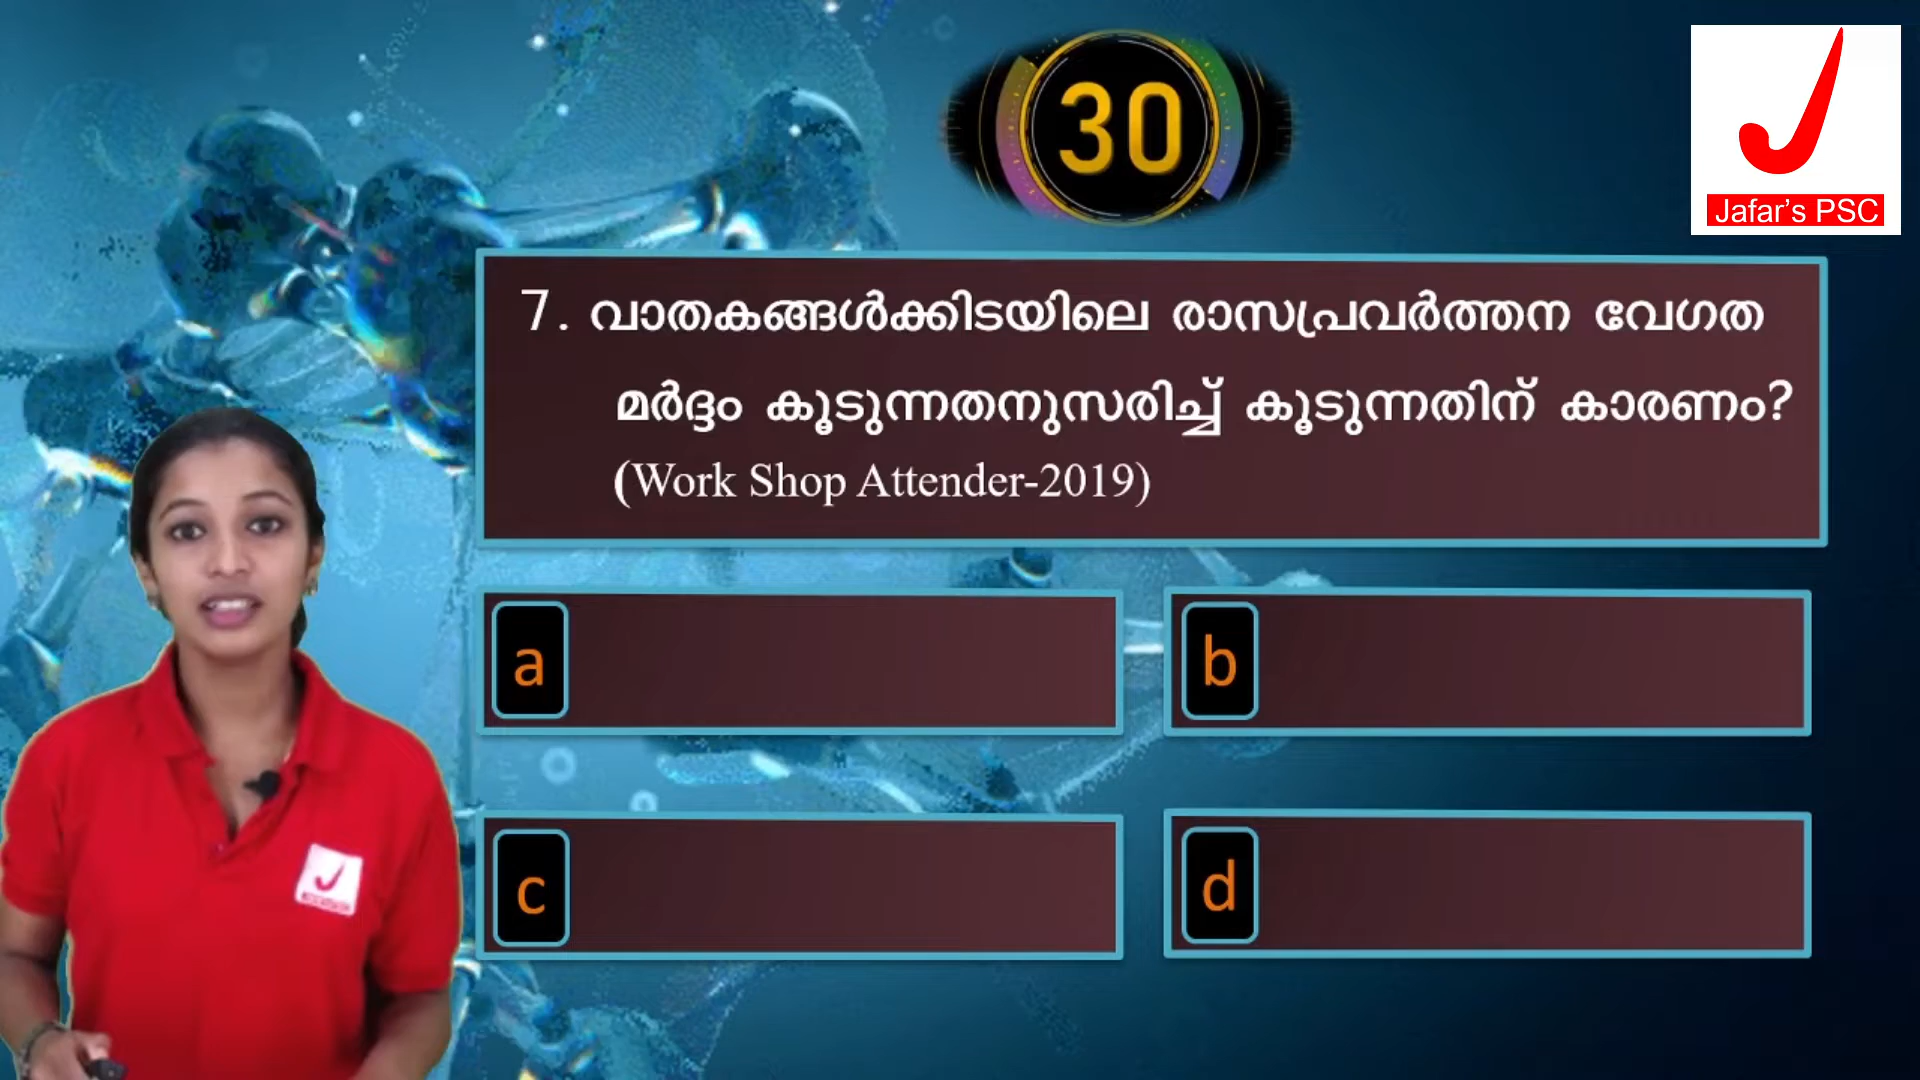 30
Jafar's PSC
7. വാതകങ്ങൾക്കിടയിലെ രാസപ്രവർത്തന വേഗത
മർദ്ദം കൂടുന്നതനുസരിച്ച് കൂടുന്നതിന് കാരണം?
(Work Shop Attender-2019)
a
b
c
d